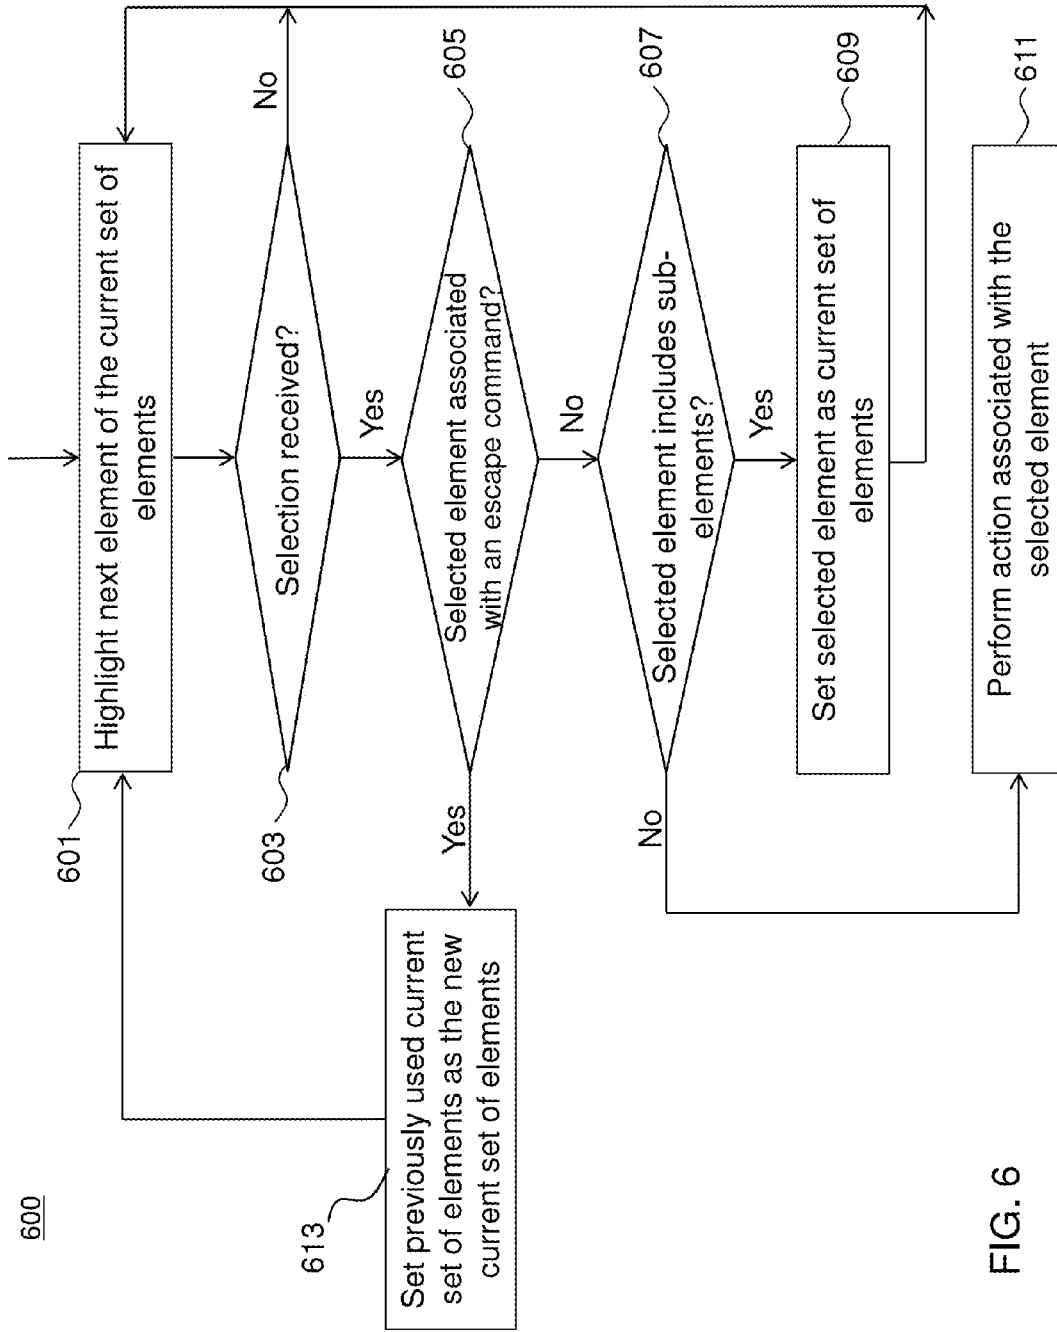 600
601
Highlight next element of the current set of
elements
603
Selection received?
No
Yes
605
Selected element associated
with an escape command?
Yes
No
613
Set previously used current
set of elements as the new
current set of elements
607
Selected element includes sub-
elements?
No
Yes
609
Set selected element as current set of
elements
611
Perform action associated with the
selected element
FIG. 6